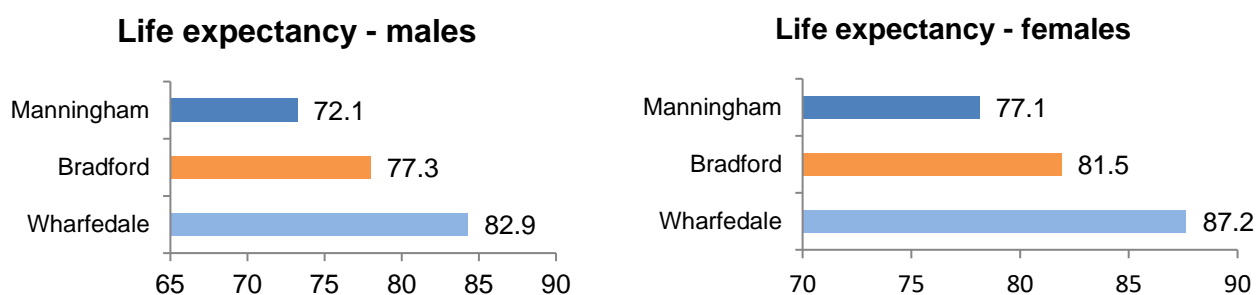 Life expectancy - males
Manningham 72.1
Bradford 77.3
Wharfedale 82.9
65 70 75 80 85 90
Life expectancy - females
Manningham 77.1
Bradford 81.5
Wharfedale 87.2
70 75 80 85 90